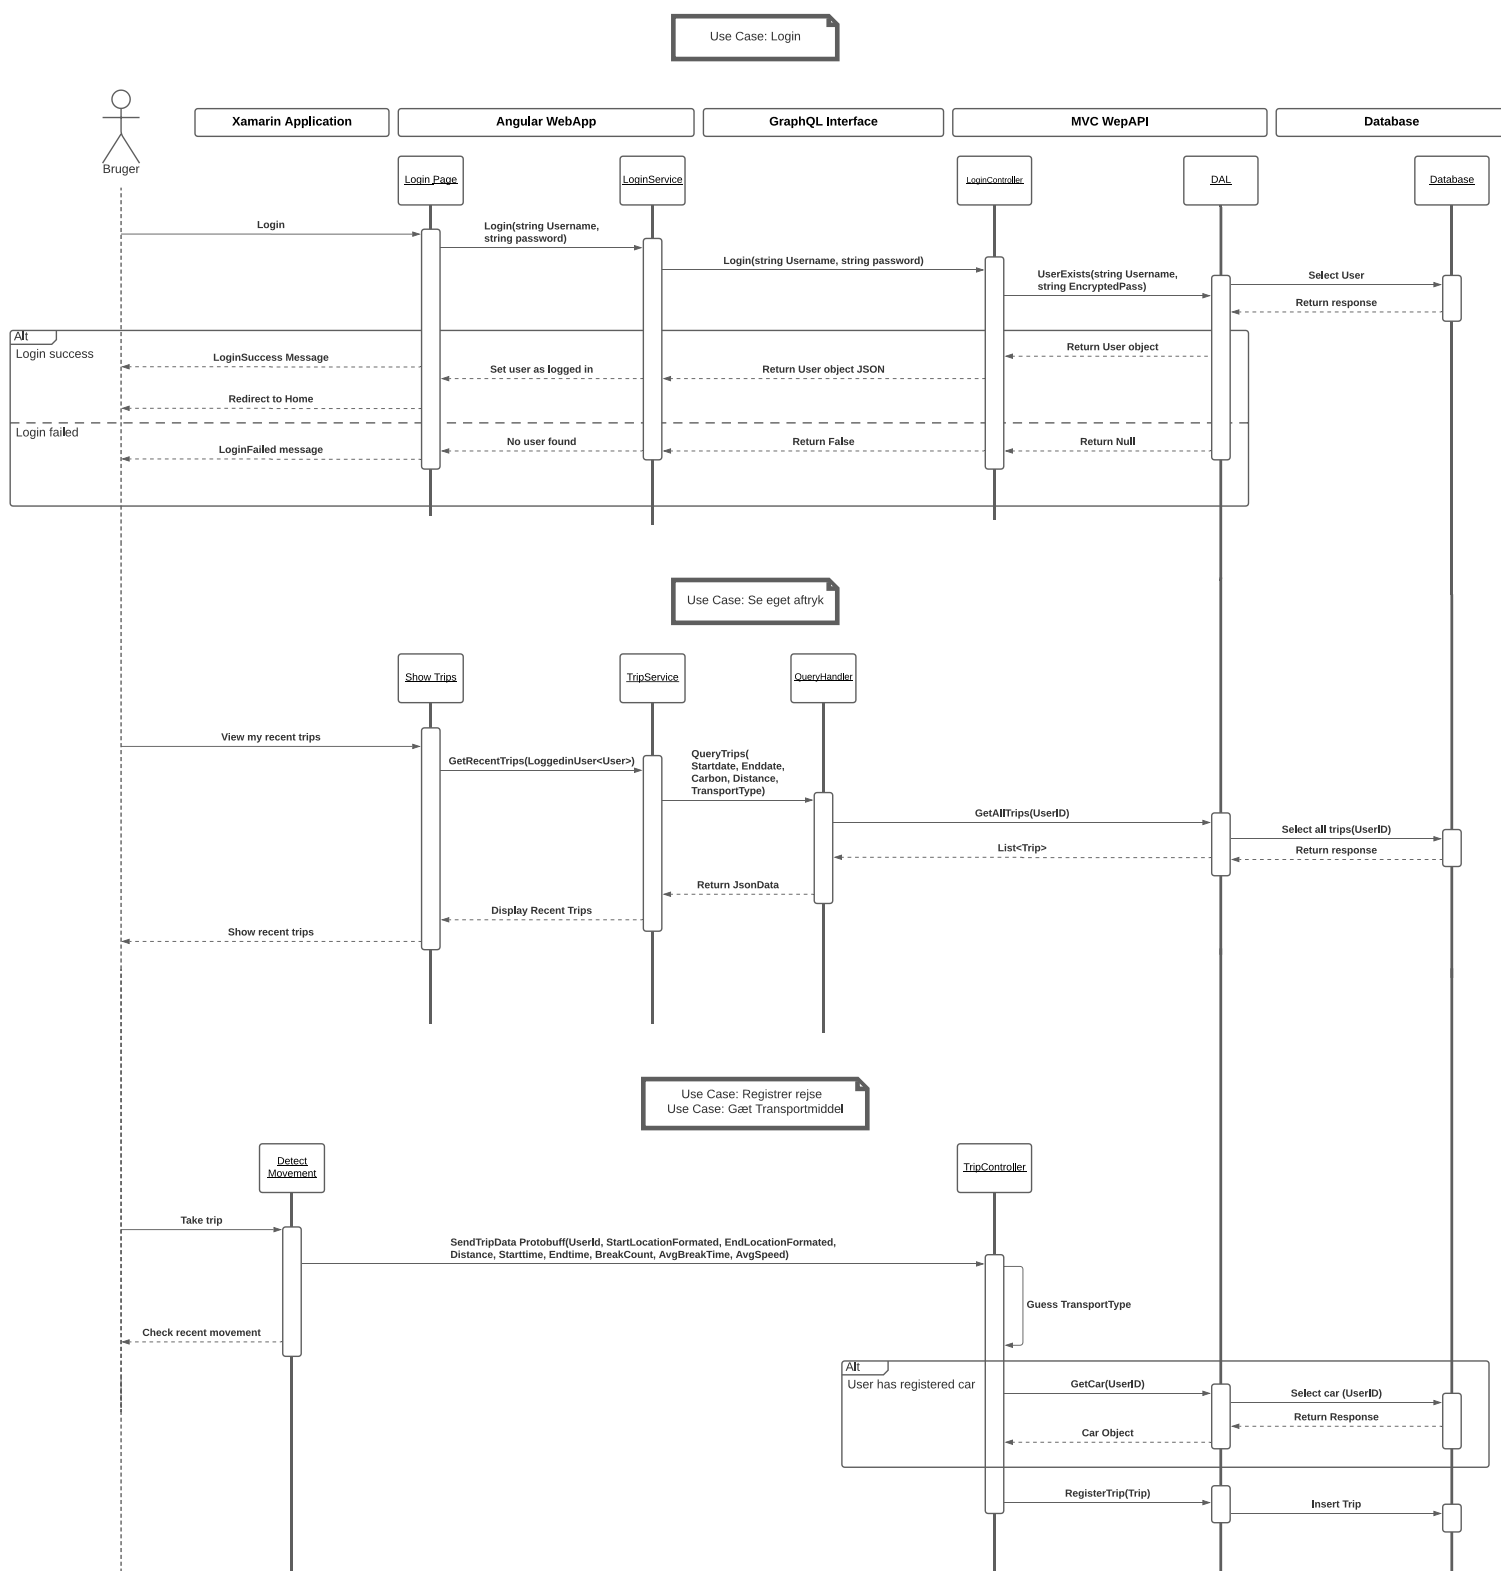 Use Case: Login
Bruger
Xamarin Application
Angular WebApp
GraphQL Interface
MVC WepAPI
Database
Login Page
LoginService
LoginController
DAL
Database
Login
Login(string Username,
string password)
Login(string Username, string password)
UserExists(string Username,
string EncryptedPass)
Select User
Return response
Alt
Login success
Return User object
LoginSuccess Message
Set user as logged in
Return User object JSON
Redirect to Home
Login failed
LoginFailed message
No user found
Return False
Return Null
Use Case: Se eget aftryk
Show Trips
TripService
QueryHandler
View my recent trips
GetRecentTrips(LoggedinUser<User>)
QueryTrips(
Startdate, Enddate,
Carbon, Distance,
TransportType)
GetAllTrips(UserID)
Select all trips(UserID)
List<Trip>
Return response
Return JsonData
Display Recent Trips
Show recent trips
Use Case: Registrer rejse
Use Case: Gæt Transportmiddel
Detect
Movement
TripController
Take trip
SendTripData Protobuff(UserId, StartLocationFormated, EndLocationFormated,
Distance, Starttime, Endtime, BreakCount, AvgBreakTime, AvgSpeed)
Guess TransportType
Check recent movement
Alt
User has registered car
GetCar(UserID)
Select car (UserID)
Return Response
Car Object
RegisterTrip(Trip)
Insert Trip